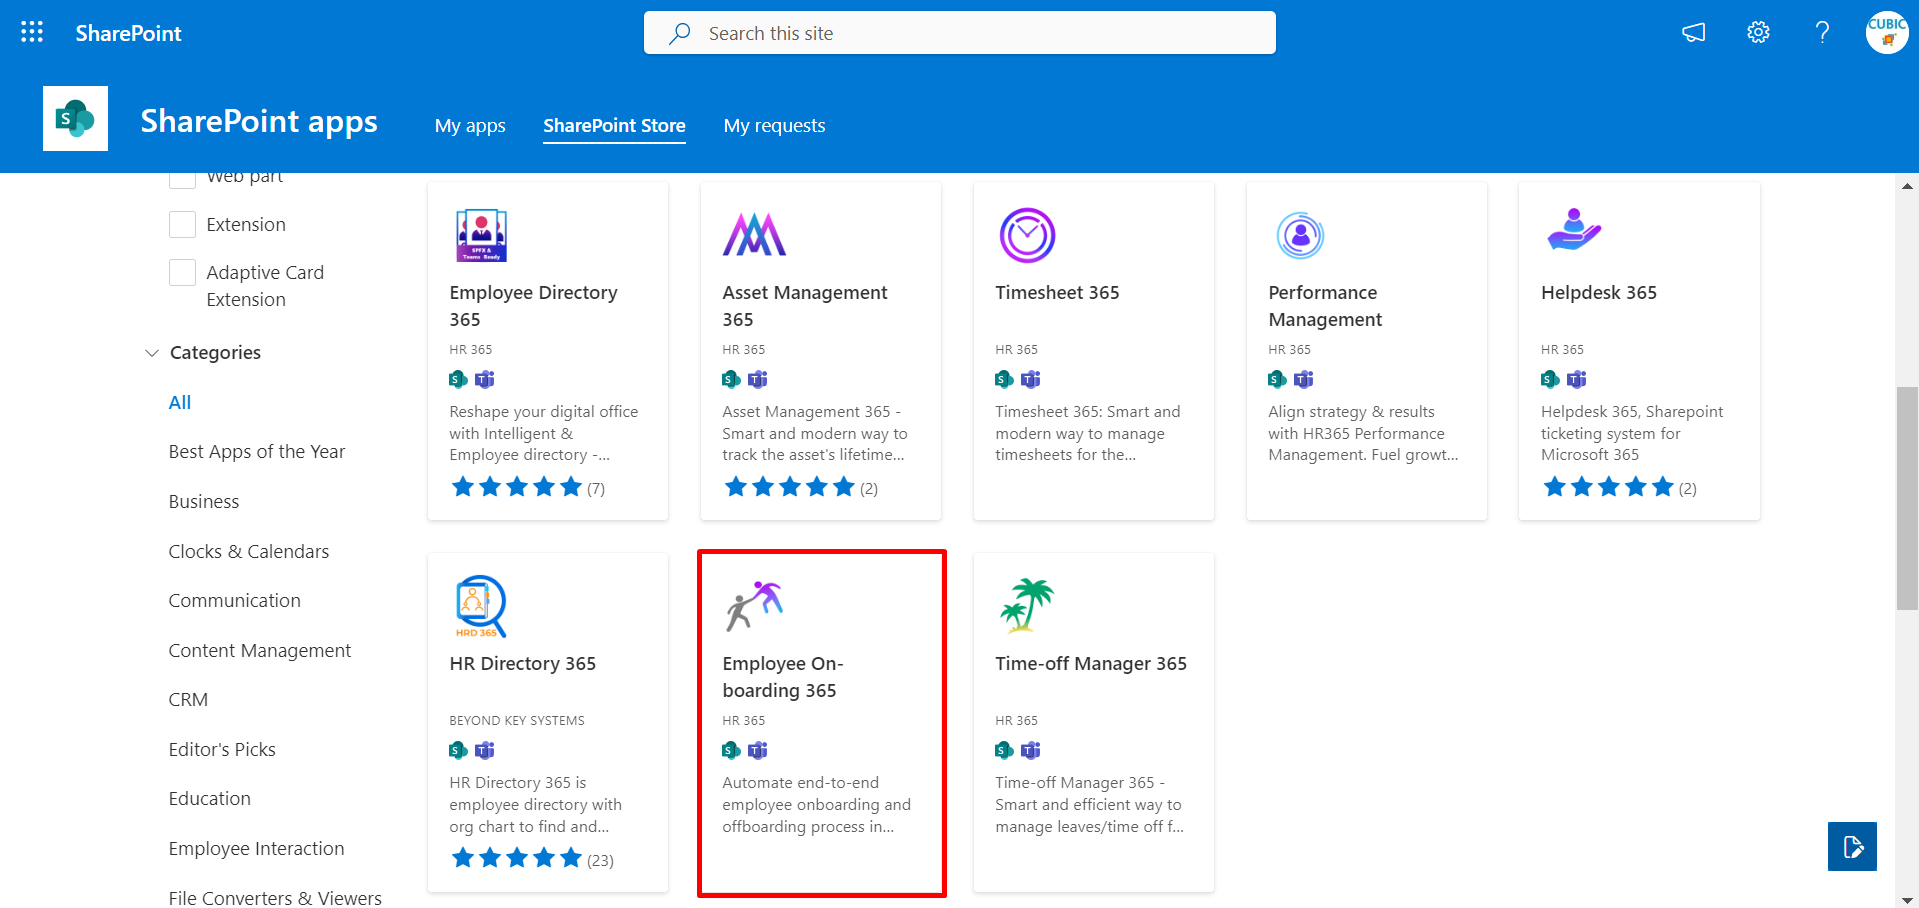 SharePoint
Search this site
CUBIC
S
SharePoint apps
My apps
SharePoint Store
My requests
Web part
Extension
Adaptive Card
Extension
Categories
All
Best Apps of the Year
Business
Clocks & Calendars
Communication
Content Management
CRM
Editor's Picks
Education
Employee Interaction
File Converters & Viewers
SPFX &
Teams Ready
Employee Directory
365
HR 365
Reshape your digital office
with Intelligent &
Employee directory -...
(7)
Asset Management
365
HR 365
Asset Management 365 -
Smart and modern way to
track the asset's lifetime...
(2)
Timesheet 365
HR 365
Timesheet 365: Smart and
modern way to manage
timesheets for the...
Performance
Management
HR 365
Align strategy & results
with HR365 Performance
Management. Fuel growt...
Helpdesk 365
HR 365
Helpdesk 365, Sharepoint
ticketing system for
Microsoft 365
(2)
HRD 365
HR Directory 365
BEYOND KEY SYSTEMS
HR Directory 365 is
employee directory with
org chart to find and...
(23)
Employee On-
boarding 365
HR 365
Automate end-to-end
employee onboarding and
offboarding process in...
Time-off Manager 365
HR 365
Time-off Manager 365 -
Smart and efficient way to
manage leaves/time off f...